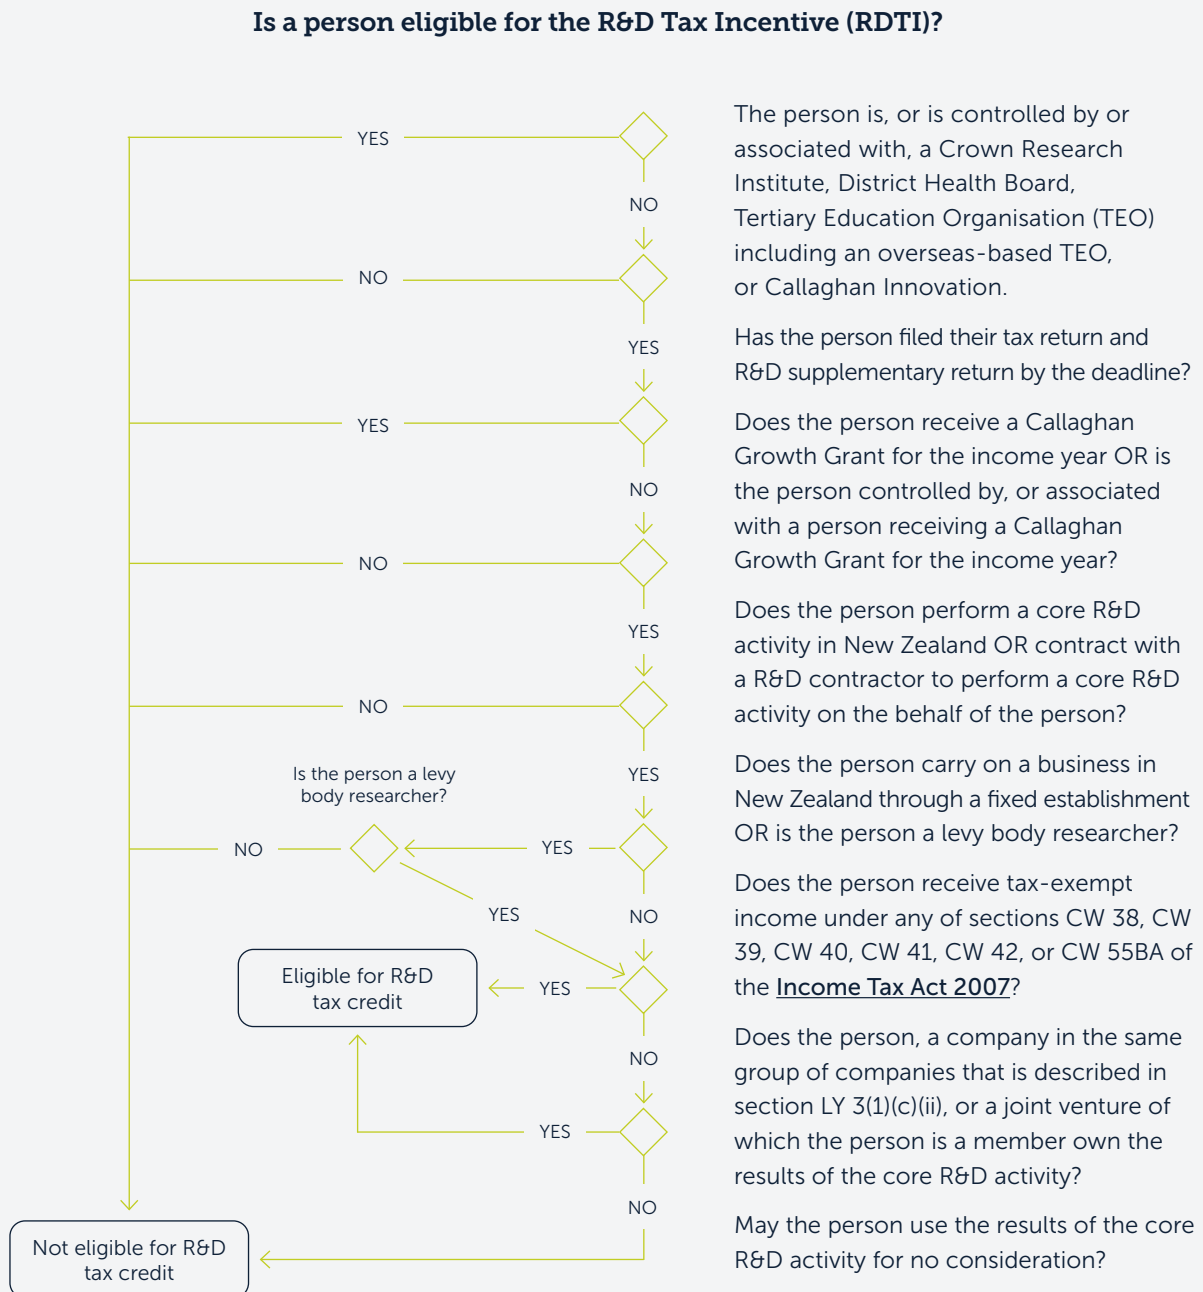 Is a person eligible for the R&D Tax Incentive (RDTI)?
YES
NO
NO
YES
YES
NO
NO
YES
NO
YES
Is the person a levy
body researcher?
NO
YES
YES
NO
Eligible for R&D
tax credit
YES
NO
YES
NO
Not eligible for R&D
tax credit
The person is, or is controlled by or
associated with, a Crown Research
Institute, District Health Board,
Tertiary Education Organisation (TEO)
including an overseas-based TEO,
or Callaghan Innovation.
Has the person filed their tax return and
R&D supplementary return by the deadline?
Does the person receive a Callaghan
Growth Grant for the income year OR is
the person controlled by, or associated
with a person receiving a Callaghan
Growth Grant for the income year?
Does the person perform a core R&D
activity in New Zealand OR contract with
a R&D contractor to perform a core R&D
activity on the behalf of the person?
Does the person carry on a business in
New Zealand through a fixed establishment
OR is the person a levy body researcher?
Does the person receive tax-exempt
income under any of sections CW 38, CW
39, CW 40, CW 41, CW 42, or CW 55BA of
the Income Tax Act 2007?
Does the person, a company in the same
group of companies that is described in
section LY 3(1)(c)(ii), or a joint venture of
which the person is a member own the
results of the core R&D activity?
May the person use the results of the core
R&D activity for no consideration?